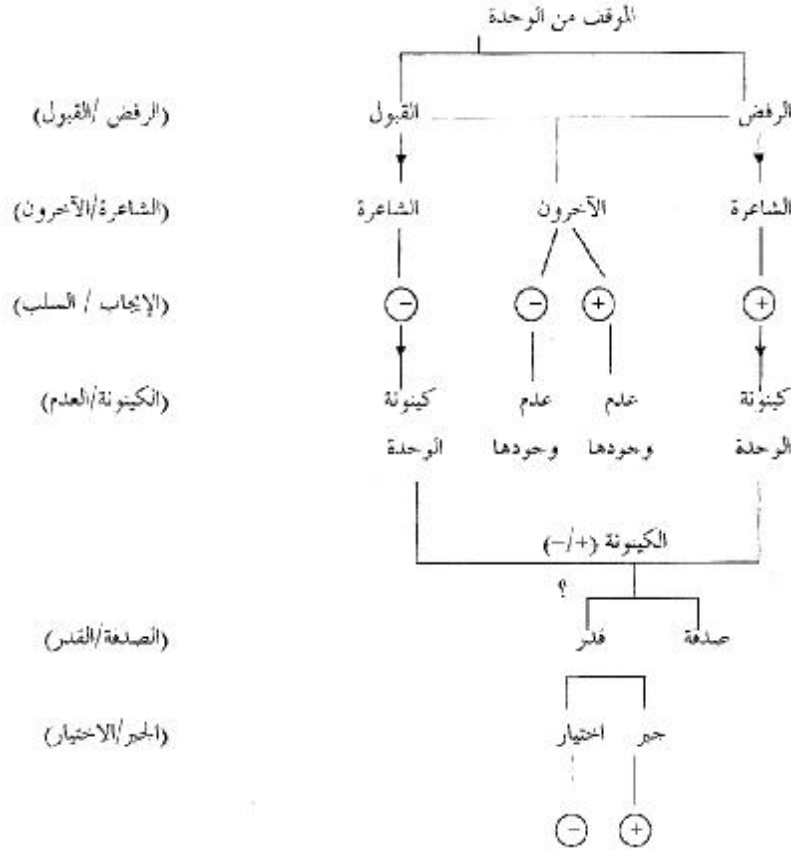 الموقف من الوحدة
الرفض القبول (الرفض /القبول)
الشاعرة الآخرون الشاعرة (الشاعرة/الآخرون)
+ + − − (الإيجاب / السلب)
كينونة عدم عدم كينونة (الكينونة/العدم)
الوحدة وجودها وجودها الوحدة
الكينونة (+/−)
؟
صدفة قدر (الصدفة/القدر)
جبر اختيار (الجبر/الاختيار)
+ −